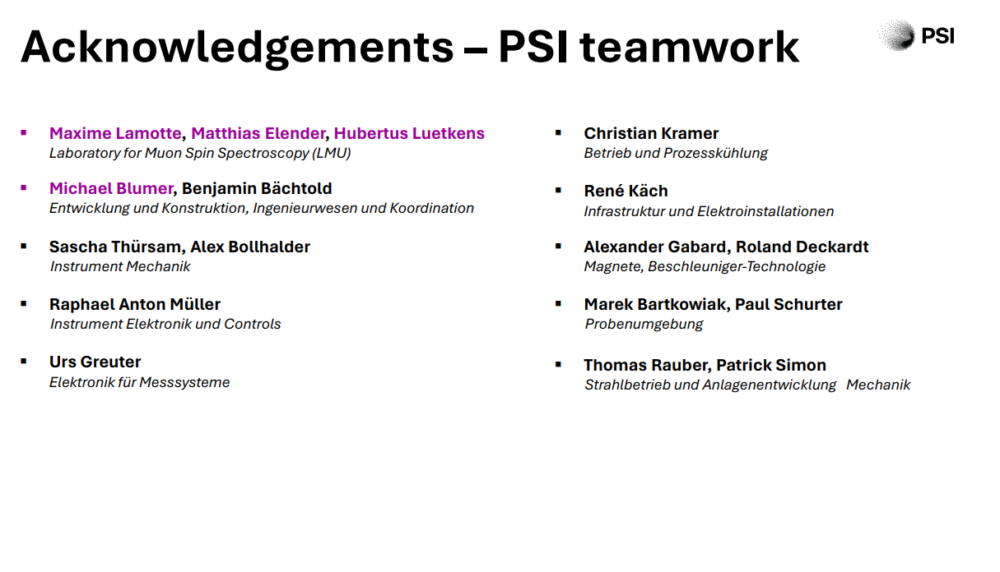 Acknowledgements – PSI teamwork
PSI
▪ Maxime Lamotte, Matthias Elender, Hubertus Luetkens
Laboratory for Muon Spin Spectroscopy (LMU)
▪ Michael Blumer, Benjamin Bächtold
Entwicklung und Konstruktion, Ingenieurwesen und Koordination
▪ Sascha Thürsam, Alex Bollhalder
Instrument Mechanik
▪ Raphael Anton Müller
Instrument Elektronik und Controls
▪ Urs Greuter
Elektronik für Messsysteme
▪ Christian Kramer
Betrieb und Prozesskühlung
▪ René Käch
Infrastruktur und Elektroinstallationen
▪ Alexander Gabard, Roland Deckardt
Magnete, Beschleuniger-Technologie
▪ Marek Bartkowiak, Paul Schurter
Probenumgebung
▪ Thomas Rauber, Patrick Simon
Strahlbetrieb und Anlagenentwicklung Mechanik